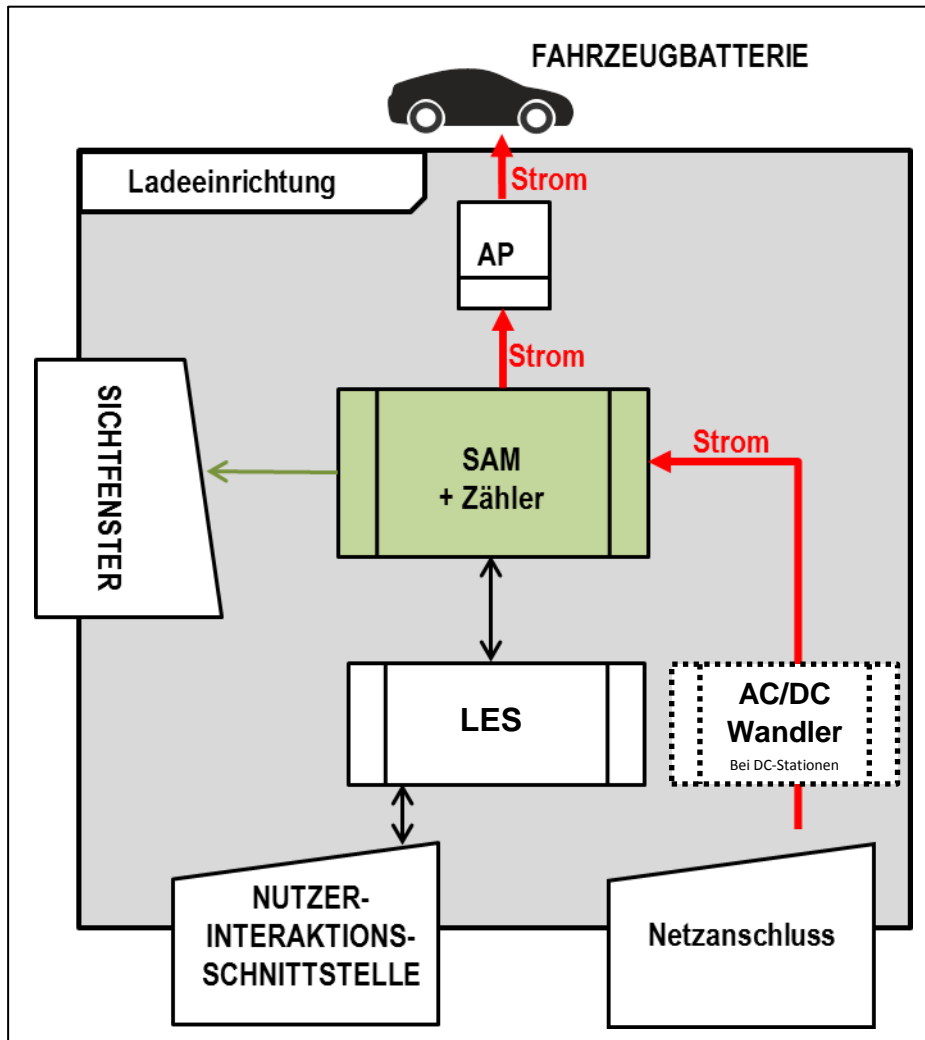 FAHRZEUGBATTERIE
Ladeeinrichtung
Strom
AP
Strom
SICHTFENSTER
SAM
+ Zähler
Strom
LES
AC/DC
Wandler
Bei DC-Stationen
NUTZER-
INTERAKTIONS-
SCHNITTSTELLE
Netzanschluss